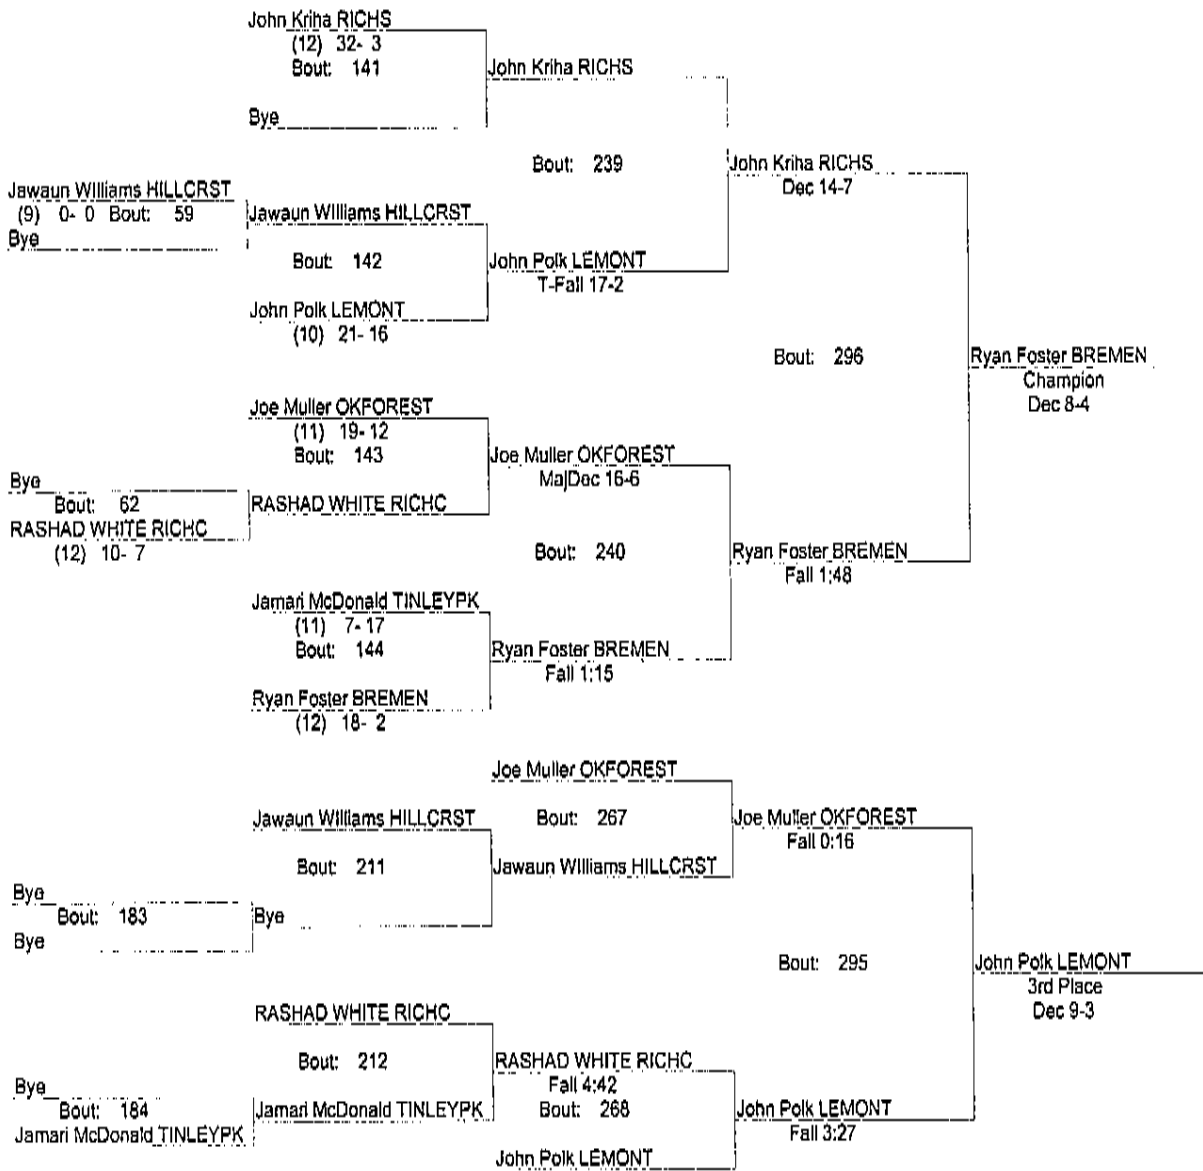 John Kriha RICHS
(12) 32- 3
Bout: 141
John Kriha RICHS
Bye
Bout: 239
John Kriha RICHS
Dec 14-7
Jawaun Williams HILLCRST
(9) 0- 0 Bout: 59
Bye
Jawaun Williams HILLCRST
Bout: 142
John Polk LEMONT
T-Fall 17-2
John Polk LEMONT
(10) 21- 16
Bout: 296
Ryan Foster BREMEN
Champion
Dec 8-4
Joe Muller OKFOREST
(11) 19- 12
Bout: 143
Joe Muller OKFOREST
MajDec 16-6
Bye
Bout: 62
RASHAD WHITE RICHC
RASHAD WHITE RICHC
(12) 10- 7
Bout: 240
Ryan Foster BREMEN
Fall 1:48
Jamari McDonald TINLEYPK
(11) 7- 17
Bout: 144
Ryan Foster BREMEN
Fall 1:15
Ryan Foster BREMEN
(12) 18- 2
Joe Muller OKFOREST
Jawaun Williams HILLCRST
Bout: 267
Joe Muller OKFOREST
Fall 0:16
Bout: 211
Jawaun Williams HILLCRST
Bye
Bout: 183
Bye
Bye
Bout: 295
John Polk LEMONT
3rd Place
Dec 9-3
RASHAD WHITE RICHC
Bout: 212
RASHAD WHITE RICHC
Fall 4:42
Bye
Bout: 184
Jamari McDonald TINLEYPK
Jamari McDonald TINLEYPK
Bout: 268
John Polk LEMONT
Fall 3:27
John Polk LEMONT